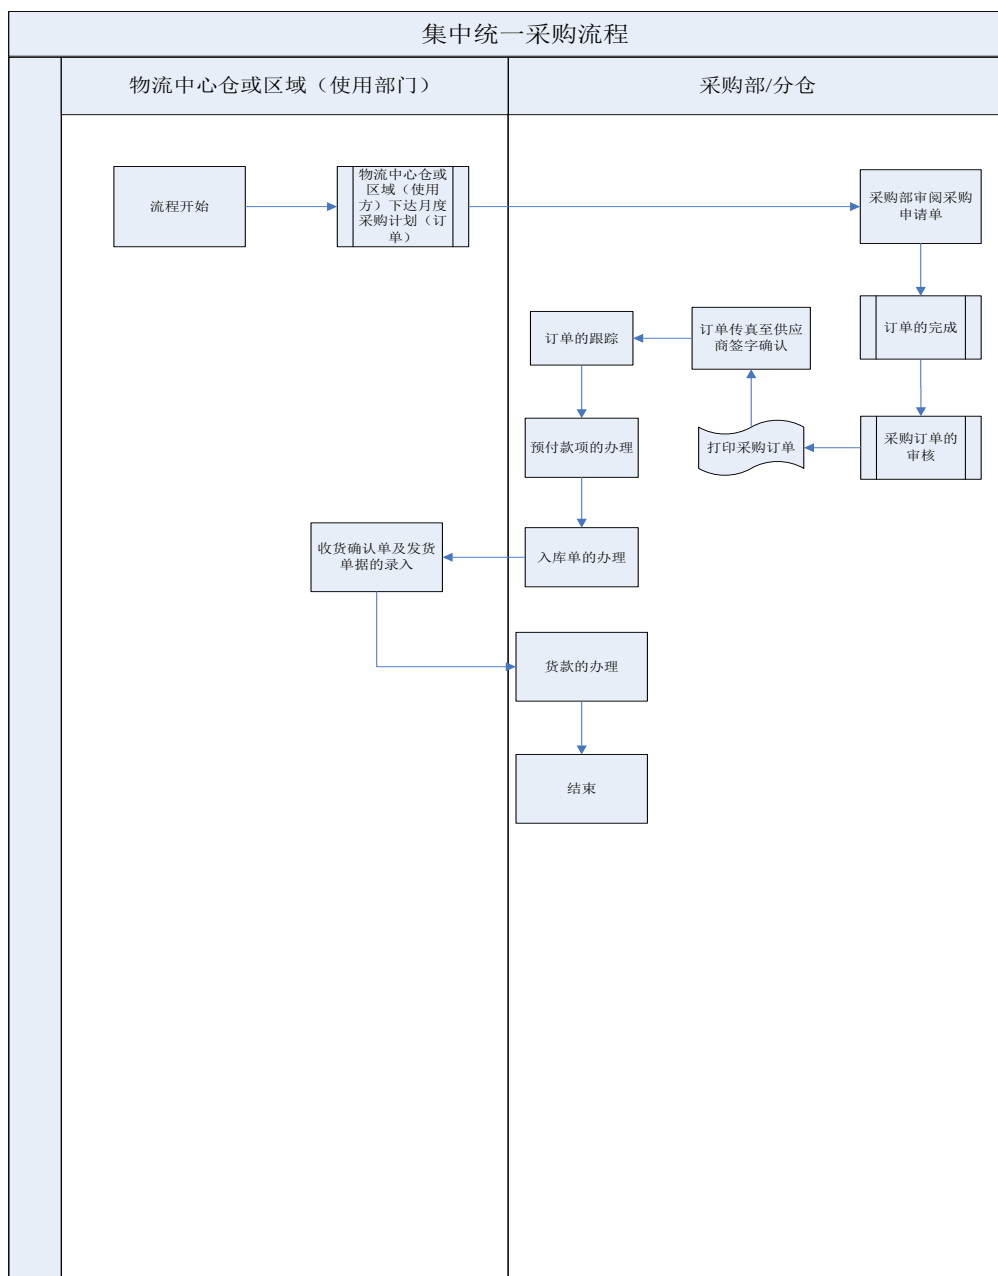 集中统一采购流程
物流中心仓或区域（使用部门）
采购部/分仓
流程开始
物流中心仓或
区域（使用
方）下达月度
采购计划（订
单）
采购部审阅采购
申请单
订单的完成
采购订单的
审核
打印采购订单
订单传真至供应
商签字确认
订单的跟踪
预付款项的办理
入库单的办理
收货确认单及发货
单据的录入
货款的办理
结束